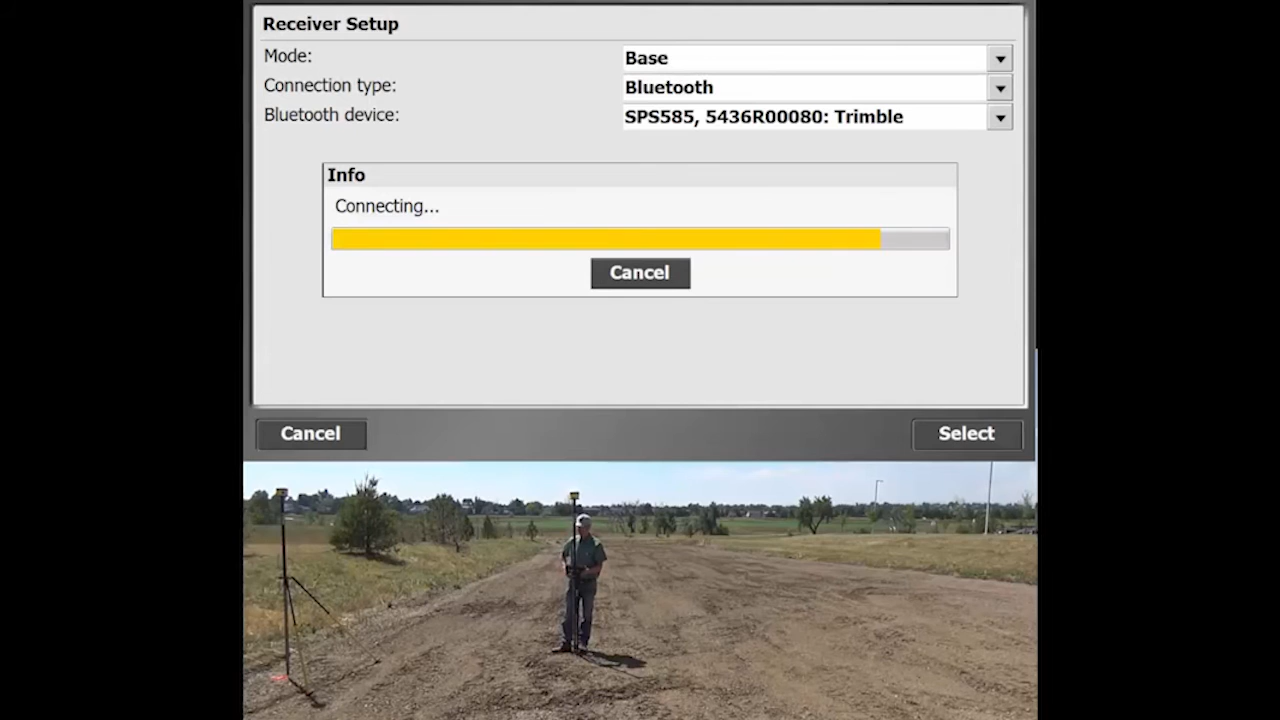 Receiver Setup
Mode: Base
Connection type: Bluetooth
Bluetooth device: SPS585, 5436R00080: Trimble
Info
Connecting...
Cancel
Cancel Select